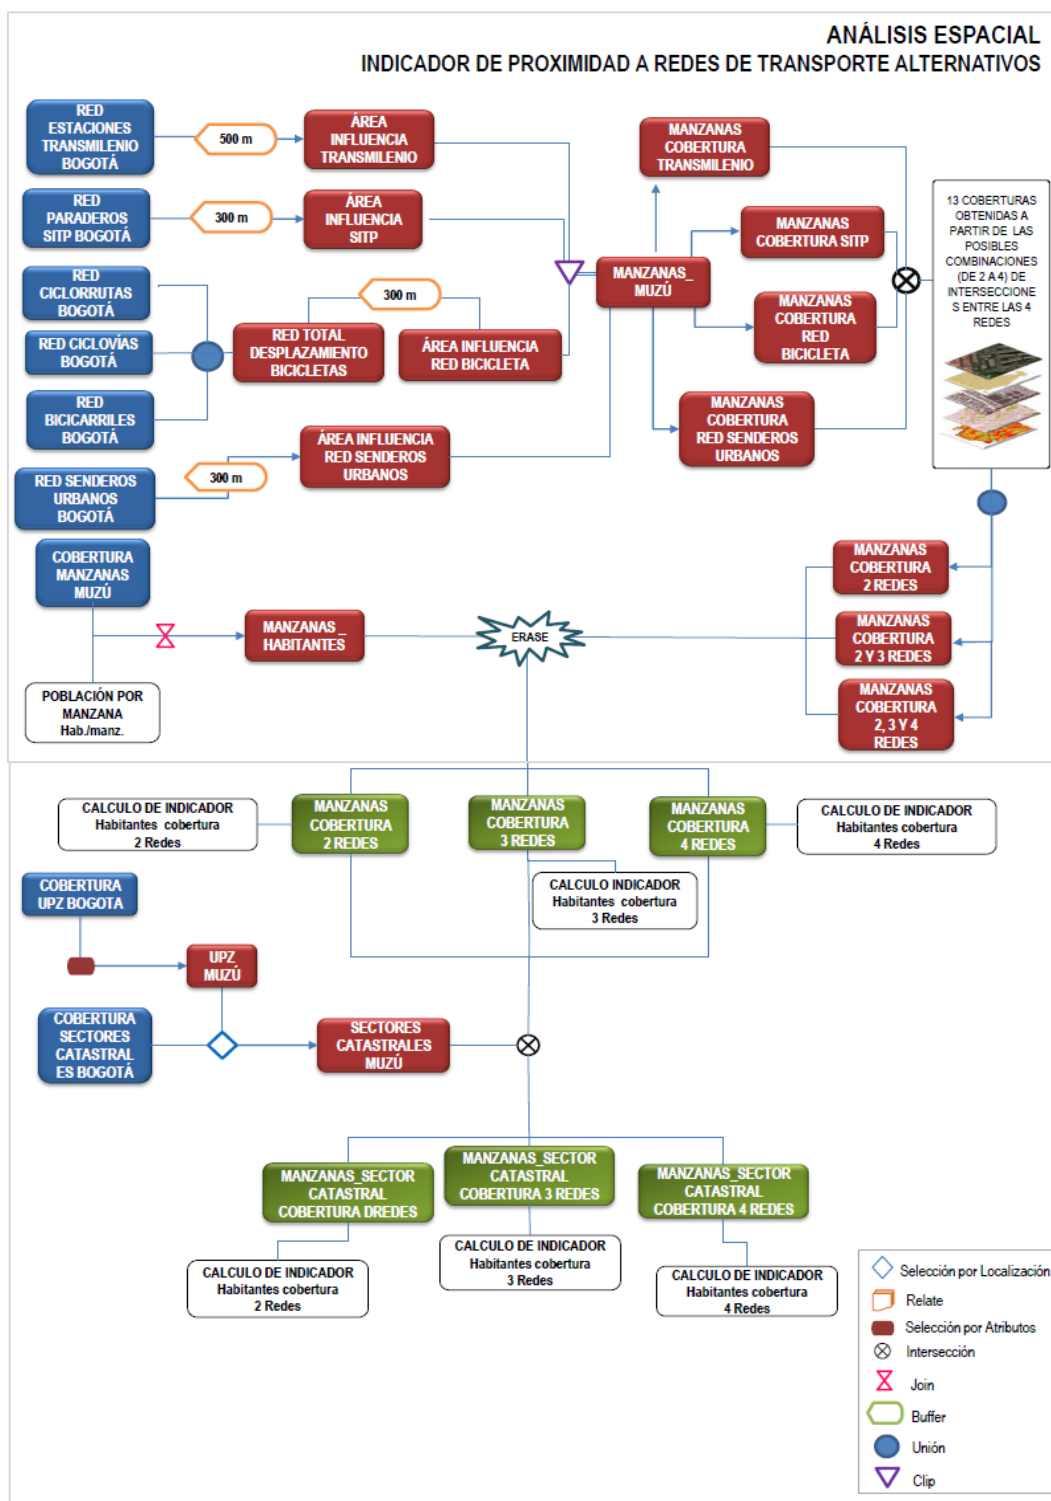 ANÁLISIS ESPACIAL
INDICADOR DE PROXIMIDAD A REDES DE TRANSPORTE ALTERNATIVOS
RED
ESTACIONES
TRANSMILENIO
BOGOTÁ
500 m
ÁREA
INFLUENCIA
TRANSMILENIO
MANZANAS
COBERTURA
TRANSMILENIO
RED
PARADEROS
SITP BOGOTÁ
300 m
ÁREA
INFLUENCIA
SITP
MANZANAS
COBERTURA SITP
13 COBERTURAS
OBTENIDAS A
PARTIR DE LAS
POSIBLES
COMBINACIONES
(DE 2 A 4) DE
INTERSECCIONE
S ENTRE LAS 4
REDES
RED
CICLORRUTAS
BOGOTÁ
RED CICLOVÍAS
BOGOTÁ
RED
BICICARRILES
BOGOTÁ
RED TOTAL
DESPLAZAMIENTO
BICICLETAS
300 m
ÁREA INFLUENCIA
RED BICICLETA
MANZANAS_
MUZÚ
MANZANAS
COBERTURA
RED
BICICLETA
MANZANAS
COBERTURA
RED SENDEROS
URBANOS
RED SENDEROS
URBANOS
BOGOTÁ
300 m
ÁREA INFLUENCIA
RED SENDEROS
URBANOS
COBERTURA
MANZANAS
MUZÚ
MANZANAS_
HABITANTES
ERASE
MANZANAS
COBERTURA
2 REDES
MANZANAS
COBERTURA
2 Y 3 REDES
MANZANAS
COBERTURA
2, 3 Y 4
REDES
POBLACIÓN POR
MANZANA
Hab./manz.
CALCULO DE INDICADOR
Habitantes cobertura
2 Redes
MANZANAS
COBERTURA
2 REDES
MANZANAS
COBERTURA
3 REDES
MANZANAS
COBERTURA
4 REDES
CALCULO DE INDICADOR
Habitantes cobertura
4 Redes
CALCULO INDICADOR
Habitantes cobertura
3 Redes
COBERTURA
UPZ BOGOTA
UPZ
MUZÚ
COBERTURA
SECTORES
CATASTRAL
ES BOGOTÁ
SECTORES
CATASTRALES
MUZÚ
MANZANAS_SECTOR
CATASTRAL
COBERTURA DREDES
MANZANAS_SECTOR
CATASTRAL
COBERTURA 3 REDES
MANZANAS_SECTOR
CATASTRAL
COBERTURA 4 REDES
CALCULO DE INDICADOR
Habitantes cobertura
2 Redes
CALCULO DE INDICADOR
Habitantes cobertura
3 Redes
CALCULO DE INDICADOR
Habitantes cobertura
4 Redes
Selección por Localización
Relate
Selección por Atributos
Intersección
Join
Buffer
Unión
Clip